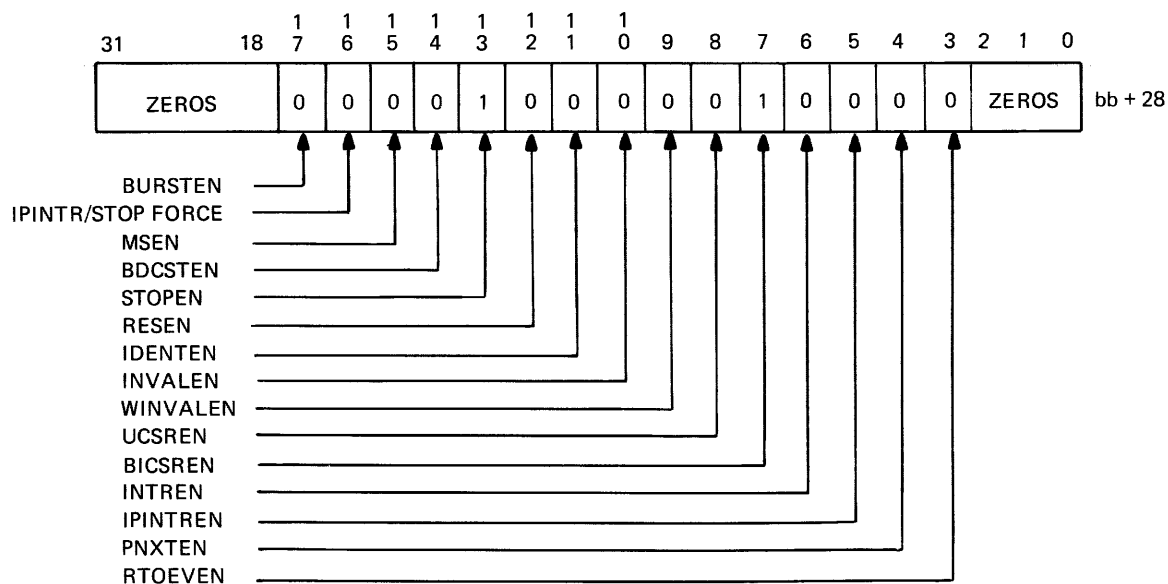 1 1 1 1 1 1 1 1
31 18 7 6 5 4 3 2 1 0 9 8 7 6 5 4 3 2 1 0
ZEROS 0 0 0 0 1 0 0 0 0 0 1 0 0 0 0 ZEROS bb + 28
BURSTEN
IPINTR/STOP FORCE
MSEN
BDCSTEN
STOPEN
RESEN
IDENTEN
INVALEN
WINVALEN
UCSREN
BICSREN
INTREN
IPINTREN
PNXTEN
RTOEVEN